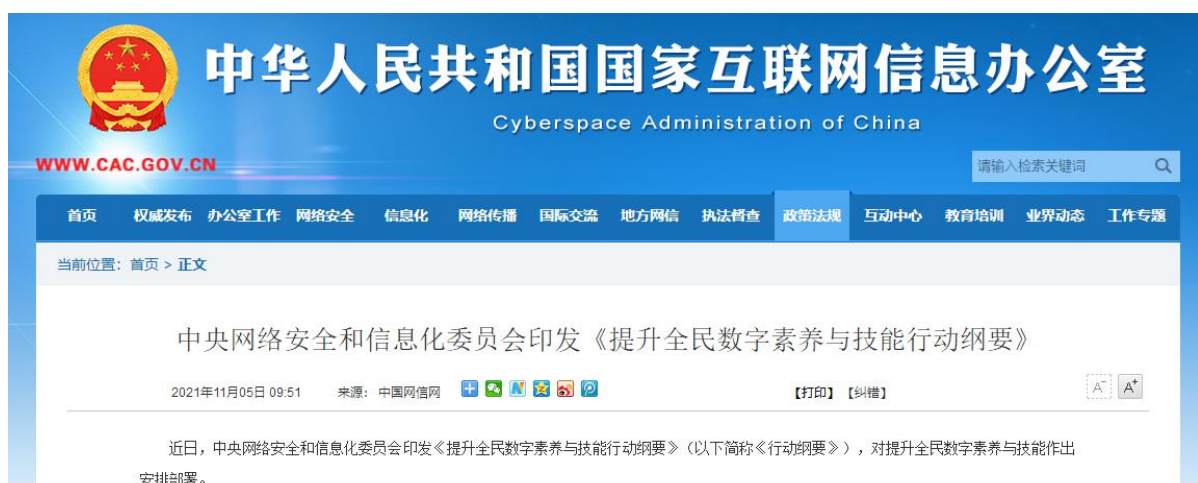 中华人民共和国国家互联网信息办公室
Cyberspace Administration of China
WWW.CAC.GOV.CN
请输入检索关键词
首页 权威发布 办公室工作 网络安全 信息化 网络传播 国际交流 地方网信 执法督查 政策法规 互动中心 教育培训 业界动态 工作专题
当前位置：首页 > 正文
中央网络安全和信息化委员会印发《提升全民数字素养与技能行动纲要》
2021年11月05日 09:51 来源： 中国网信网 【打印】 【纠错】 A- A+
近日，中央网络安全和信息化委员会印发《提升全民数字素养与技能行动纲要》（以下简称《行动纲要》），对提升全民数字素养与技能作出
安排部署。